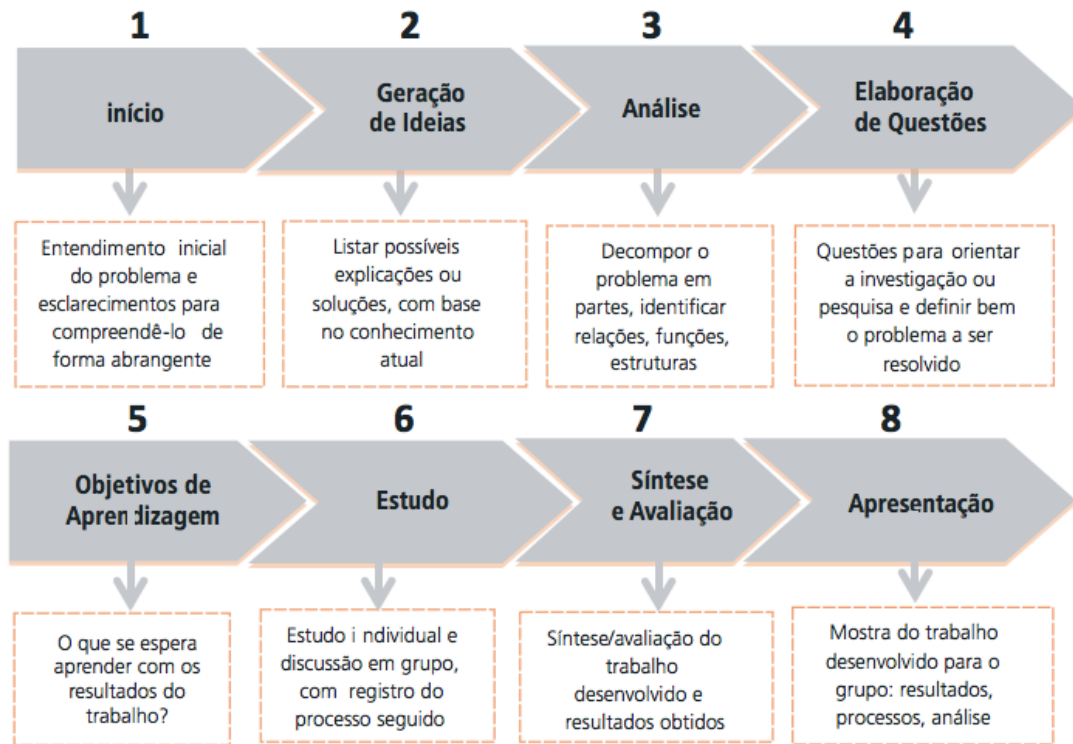 1
início
Entendimento inicial
do problema e
esclarecimentos para
compreendê-lo de
forma abrangente
2
Geração
de Ideias
Listar possíveis
explicações ou
soluções, com base
no conhecimento
atual
3
Análise
Decompor o
problema em
partes, identificar
relações, funções,
estruturas
4
Elaboração
de Questões
Questões para orientar
a investigação ou
pesquisa e definir bem
o problema a ser
resolvido
5
Objetivos de
Aprendizagem
O que se espera
aprender com os
resultados do
trabalho?
6
Estudo
Estudo i ndividual e
discussão em grupo,
com registro do
processo seguido
7
Síntese
e Avaliação
Síntese/avaliação do
trabalho
desenvolvido e
resultados obtidos
8
Apresentação
Mostra do trabalho
desenvolvido para o
grupo: resultados,
processos, análise